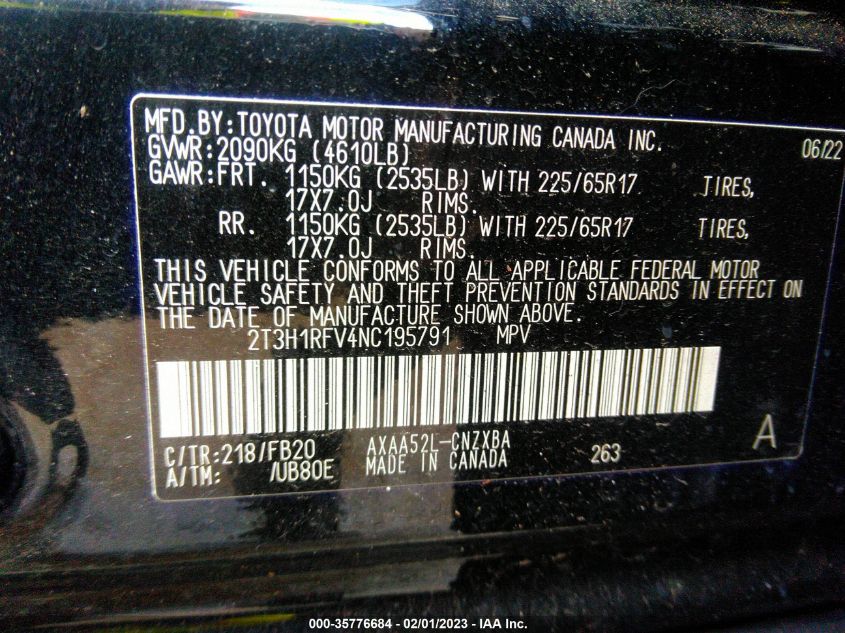 MFD.BY:TOYOTA MOTOR MANUFACTURING CANADA INC. 06/22
GVWR:2090KG (4610LB)
GAWR:FRT. 1150KG (2535LB) WITH 225/65R17 TIRES,
17X7.0J RIMS.
RR. 1150KG (2535LB) WITH 225/65R17 TIRES,
17X7.0J RIMS.
THIS VEHICLE CONFORMS TO ALL APPLICABLE FEDERAL MOTOR
VEHICLE SAFETY AND THEFT PREVENTION STANDARDS IN EFFECT ON
THE DATE OF MANUFACTURE SHOWN ABOVE.
2T3H1RFV4NC195791 MPV
C/TR:218/FB20 AXAA52L-CNZXBA 263 A
A/TM: /UB80E MADE IN CANADA
000-35776684 - 02/01/2023 - IAA Inc.